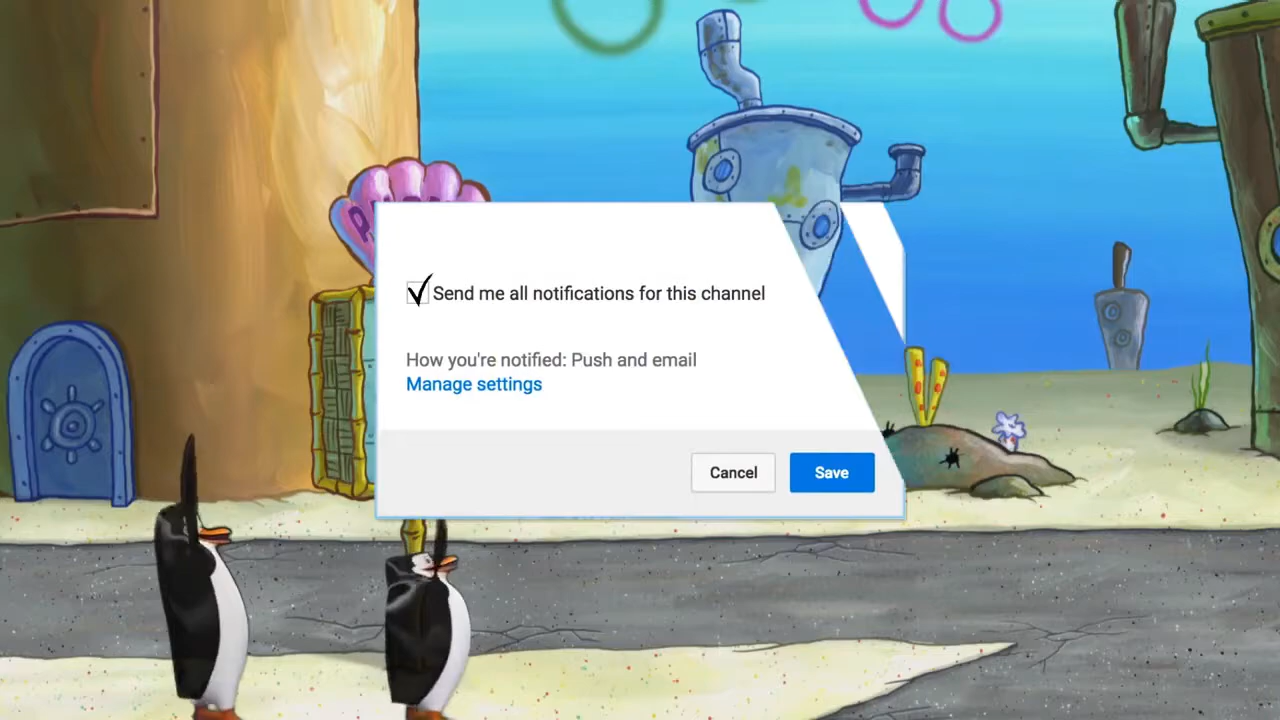 Send me all notifications for this channel
How you're notified: Push and email
Manage settings
Cancel
Save